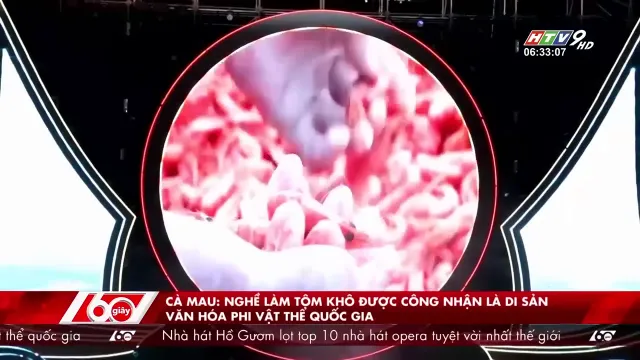 HTV9 HD
06:33:07
60 giây
CÀ MAU: NGHỀ LÀM TÔM KHÔ ĐƯỢC CÔNG NHẬN LÀ DI SẢN
VĂN HÓA PHI VẬT THỂ QUỐC GIA
t thể quốc gia 60s Nhà hát Hồ Gươm lọt top 10 nhà hát opera tuyệt vời nhất thế giới 60s